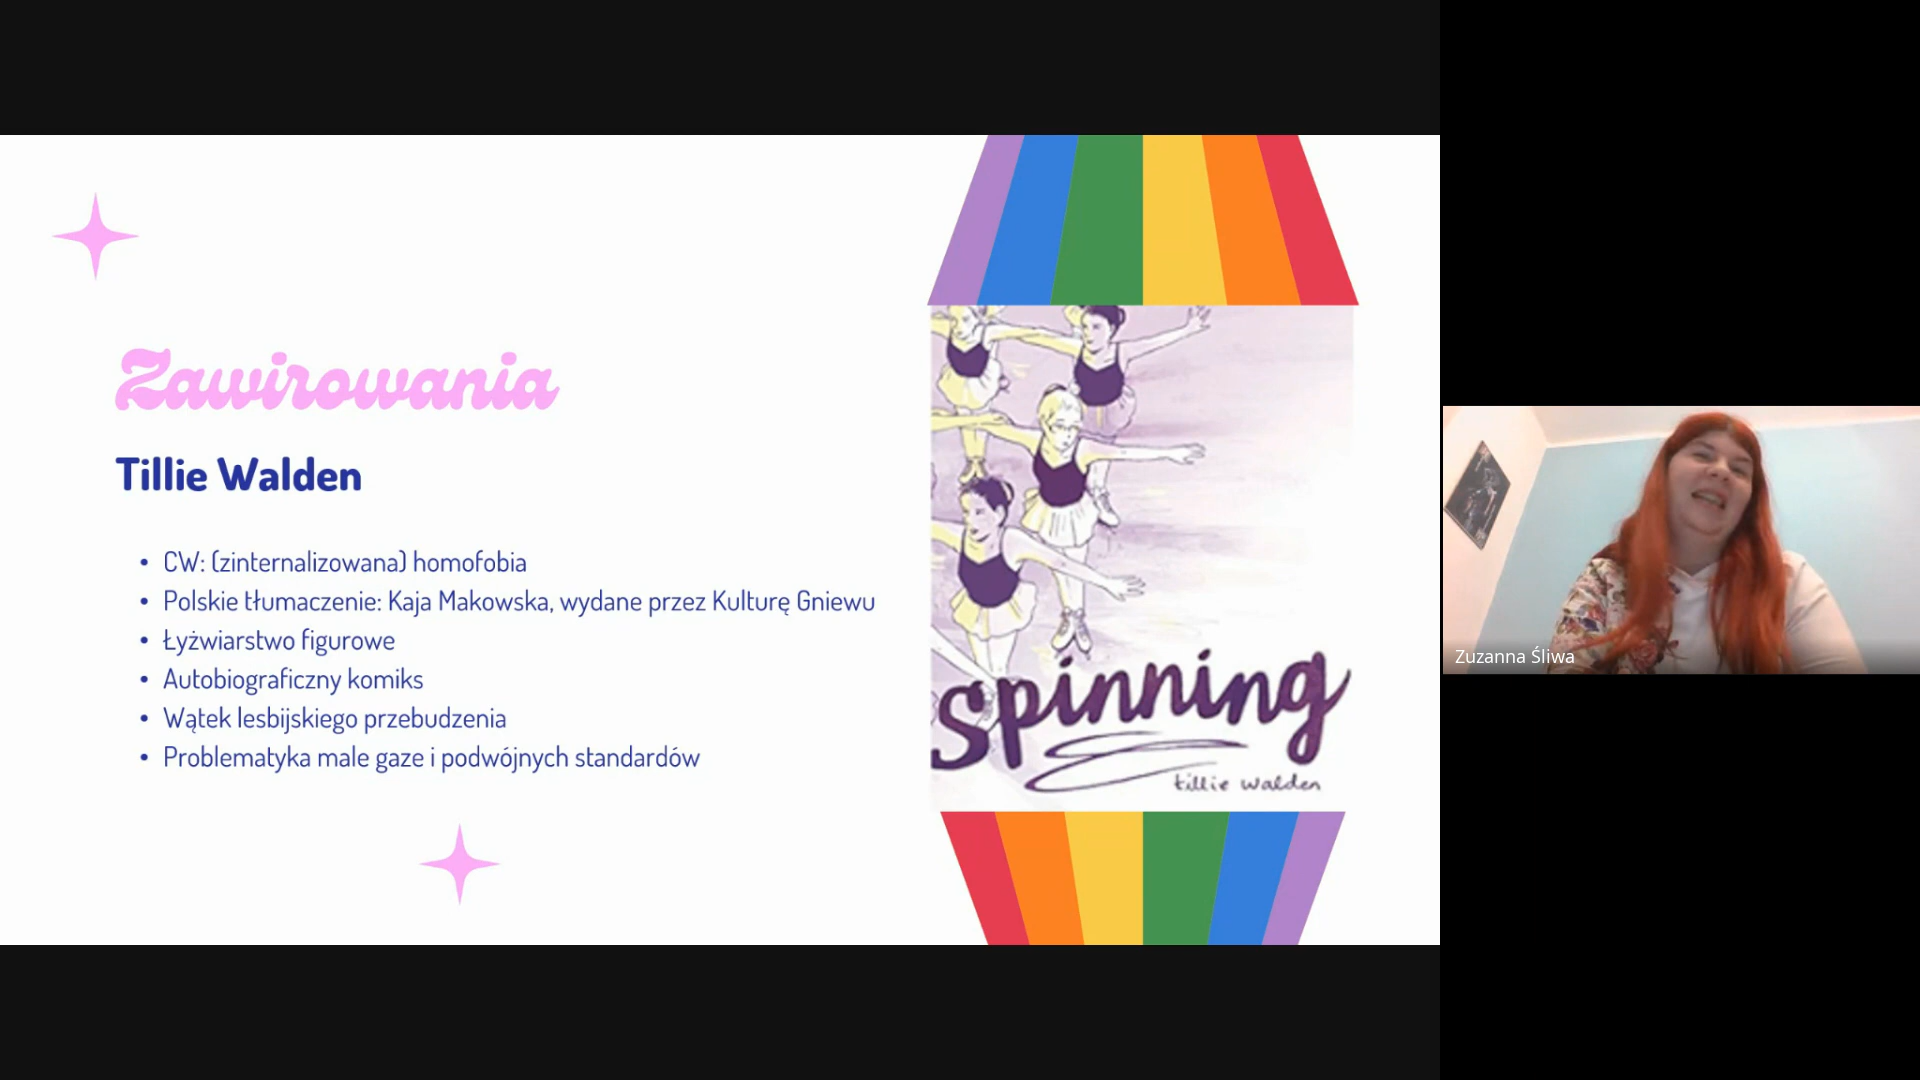 Zawirowania
Tillie Walden
• CW: (zinternalizowana) homofobia
• Polskie tłumaczenie: Kaja Makowska, wydane przez Kulturę Gniewu
• Łyżwiarstwo figurowe
• Autobiograficzny komiks
• Wątek lesbijskiego przebudzenia
• Problematyka male gaze i podwójnych standardów
Spinning
tillie walden
Zuzanna Śliwa